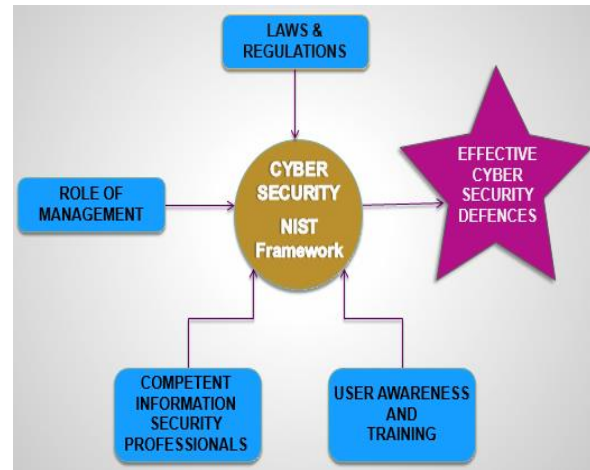 LAWS &
REGULATIONS
ROLE OF
MANAGEMENT
CYBER
SECURITY
NIST
Framework
EFFECTIVE
CYBER
SECURITY
DEFENCES
COMPETENT
INFORMATION
SECURITY
PROFESSIONALS
USER AWARENESS
AND
TRAINING